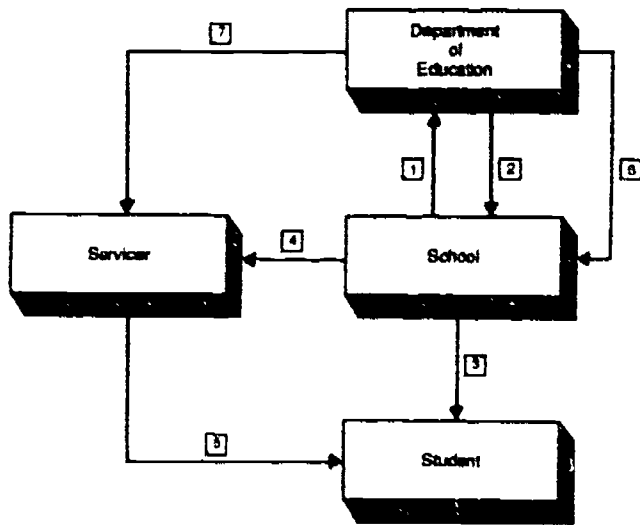 7
Department
of
Education
1
2
6
Servicer
4
School
3
5
Student